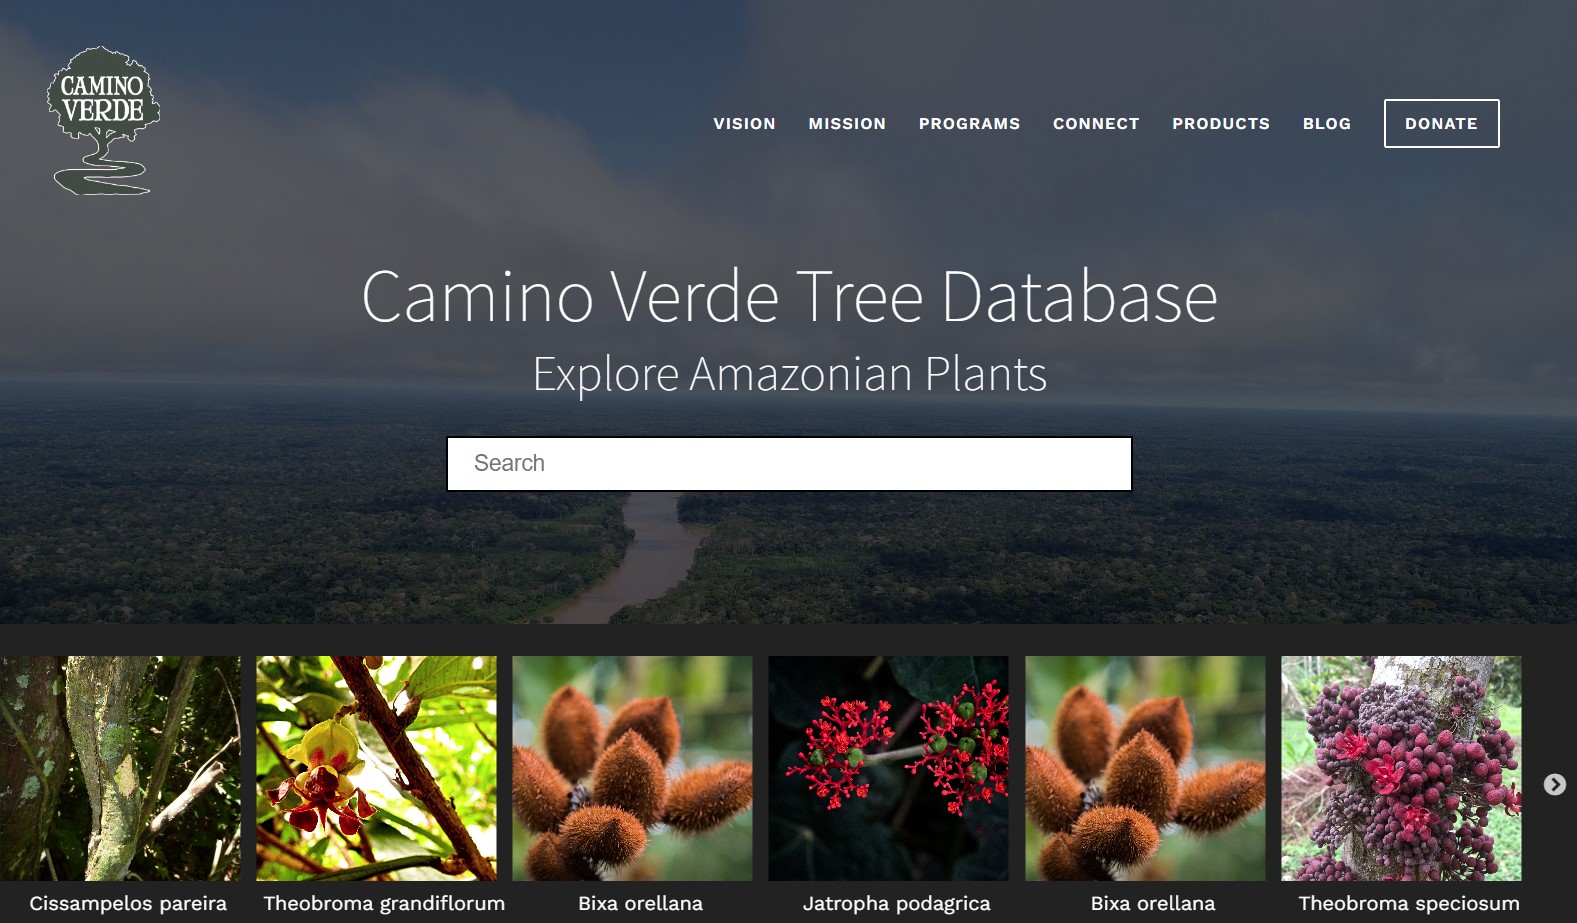 CAMINO
VERDE
VISION MISSION PROGRAMS CONNECT PRODUCTS BLOG DONATE
Camino Verde Tree Database
Explore Amazonian Plants
Search
Cissampelos pareira Theobroma grandiflorum Bixa orellana Jatropha podagrica Bixa orellana Theobroma speciosum